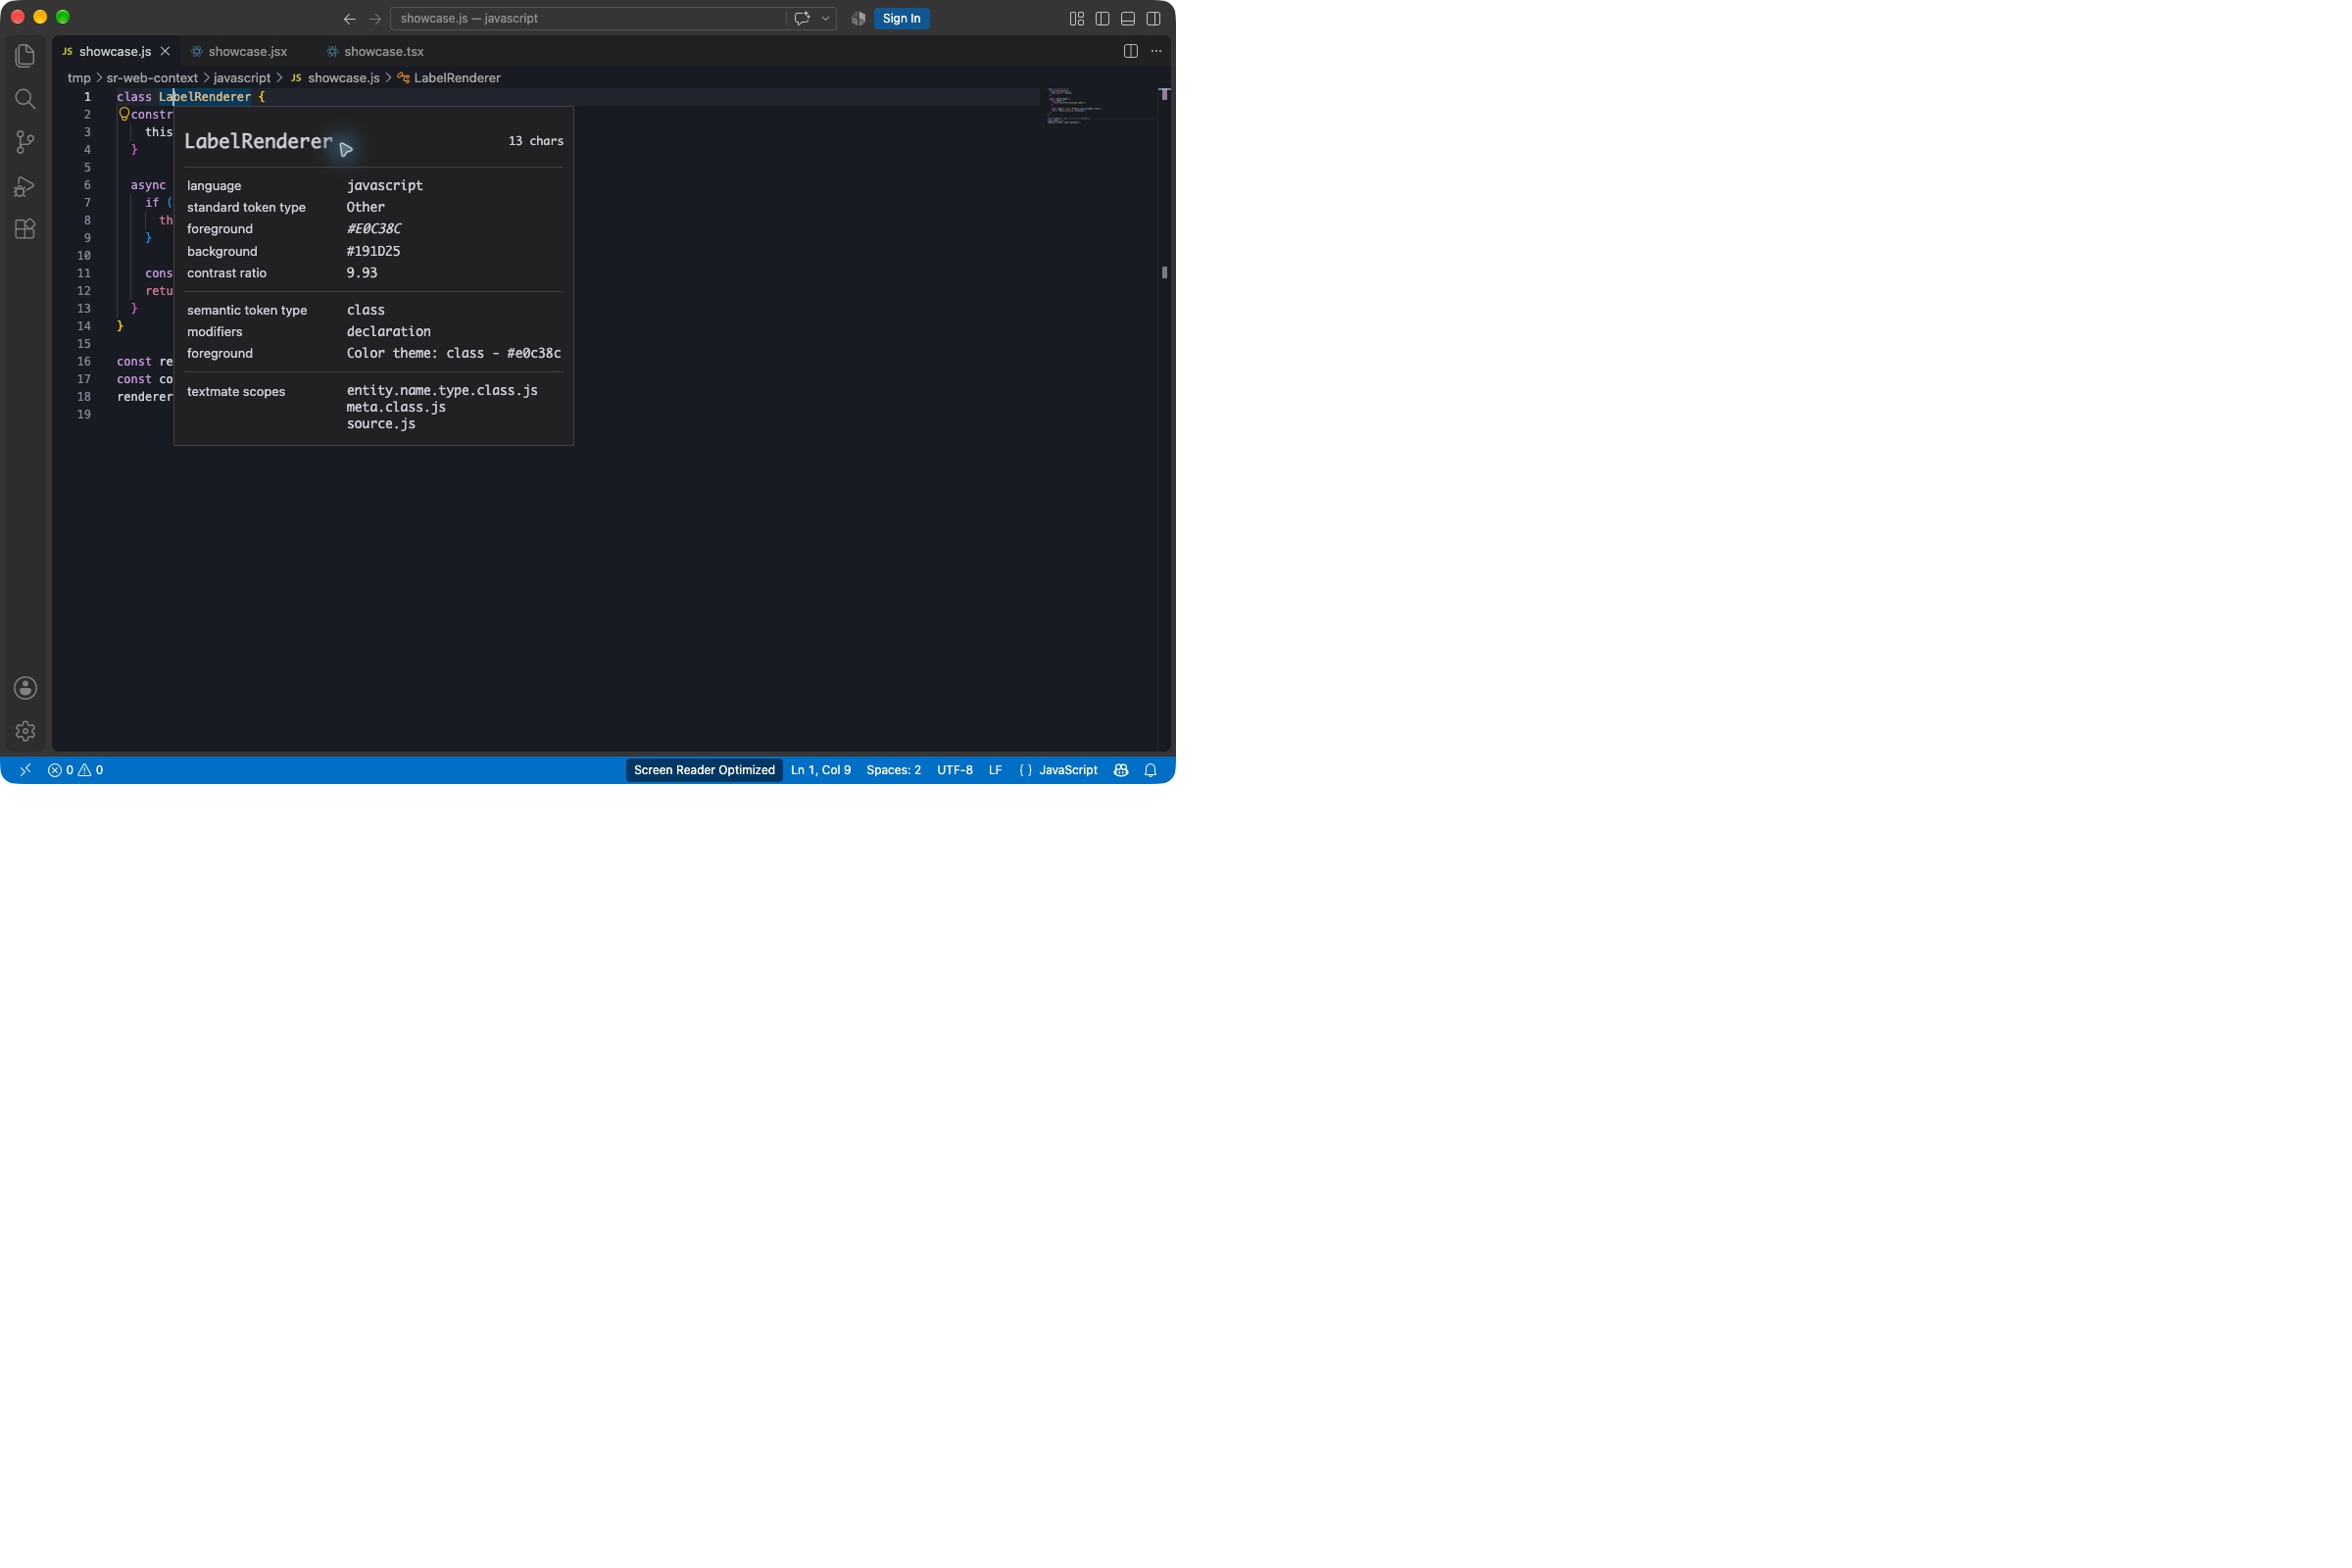 showcase.js — javascript
Sign In
JS showcase.js
showcase.jsx
showcase.tsx
tmp > sr-web-context > javascript > JS showcase.js > LabelRenderer
1 class LabelRenderer {
2 constr
3 this
4 }
5
6 async
7 if (
8 th
9 }
10
11 cons
12 retu
13 }
14 }
15
16 const re
17 const co
18 renderer
19
LabelRenderer 13 chars
language javascript
standard token type Other
foreground #E0C38C
background #191D25
contrast ratio 9.93
semantic token type class
modifiers declaration
foreground Color theme: class - #e0c38c
textmate scopes entity.name.type.class.js
meta.class.js
source.js
0 0 Screen Reader Optimized Ln 1, Col 9 Spaces: 2 UTF-8 LF { } JavaScript